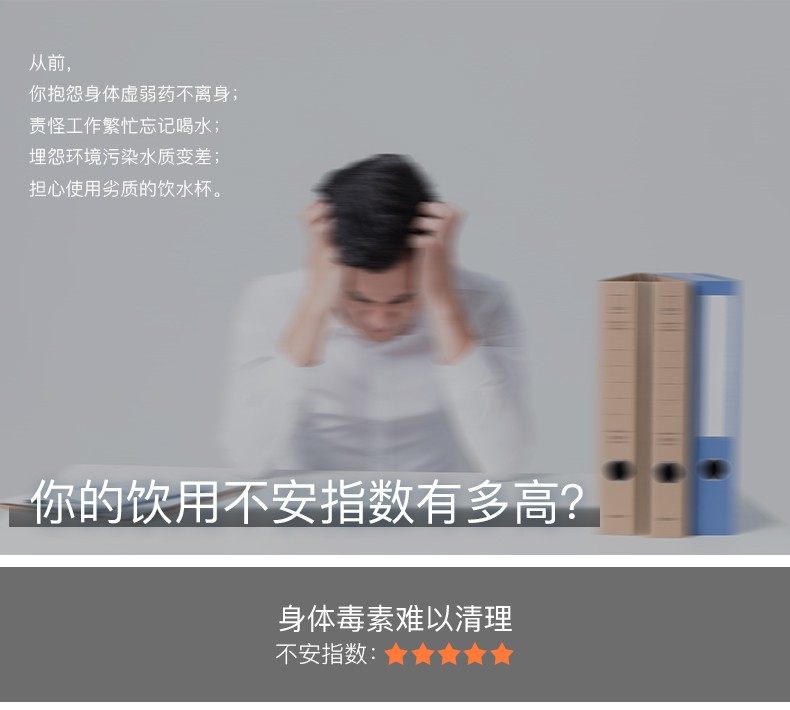 从前，
你抱怨身体虚弱药不离身；
责怪工作繁忙忘记喝水；
埋怨环境污染水质变差；
担心使用劣质的饮水杯。
你的饮用不安指数有多高？
身体毒素难以清理
不安指数：★★★★★